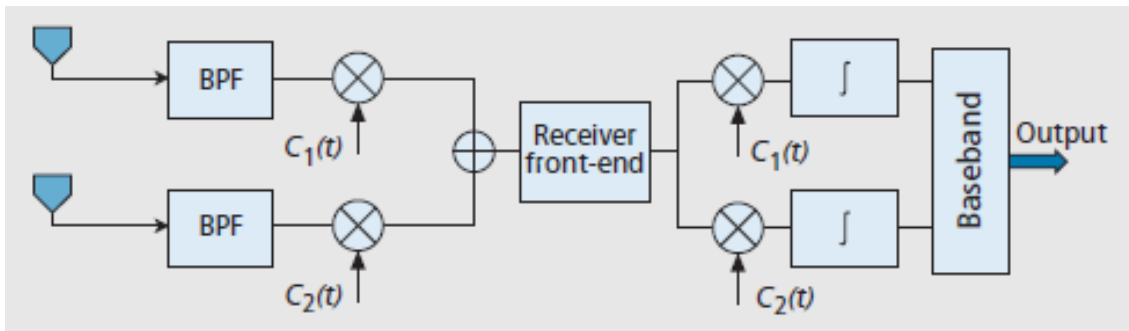 BPF
C1(t)
BPF
C2(t)
Receiver
front-end
C1(t)
∫
C2(t)
∫
Baseband
Output